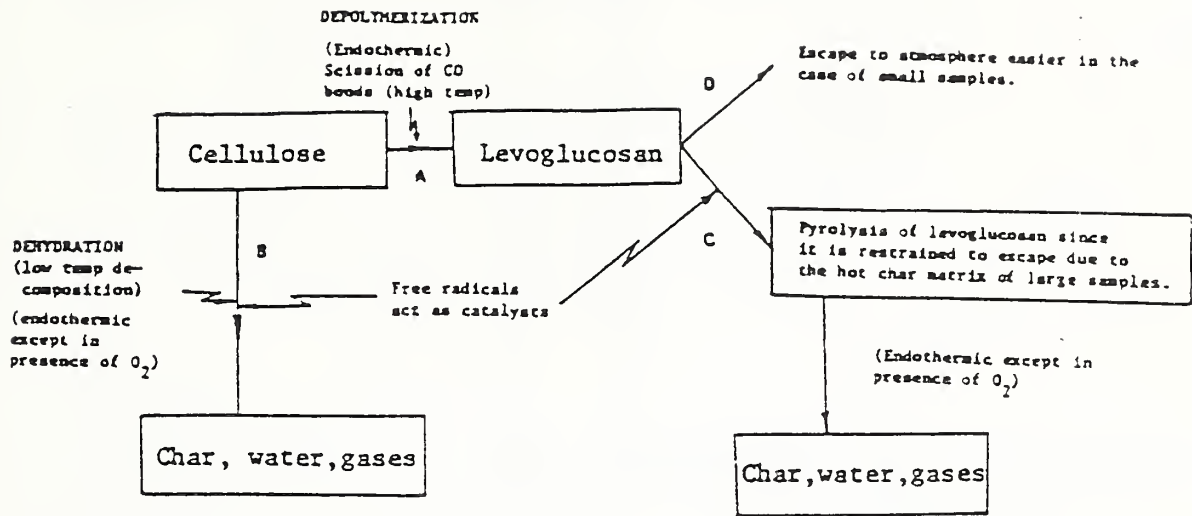 DEPOLYMERIZATION
(Endothermic)
Scission of CO
bonds (high temp)
Escape to atmosphere easier in the
case of small samples.
D
Cellulose
Levoglucosan
A
DEHYDRATION
(low temp de-
composition)
(endothermic
except in
presence of O2)
B
Free radicals
act as catalysts
C
Pyrolysis of levoglucosan since
it is restrained to escape due to
the hot char matrix of large samples.
(Endothermic except in
presence of O2)
Char, water,gases
Char,water,gases